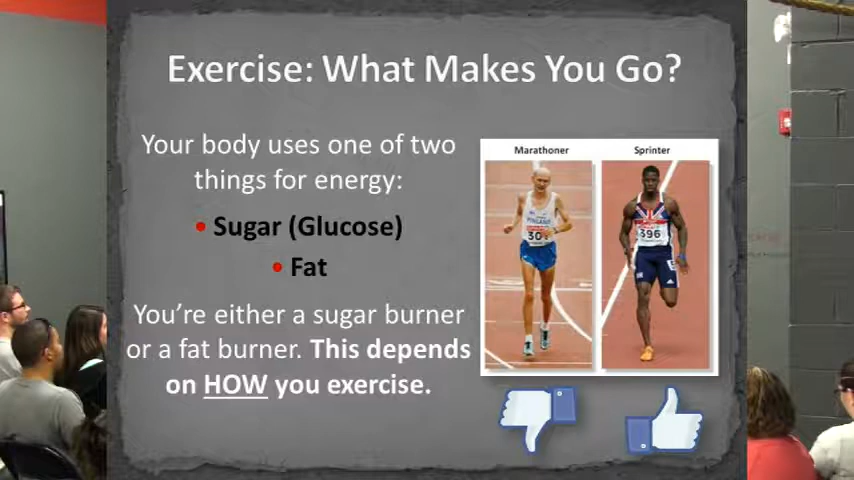 Exercise: What Makes You Go?
Your body uses one of two
things for energy:
• Sugar (Glucose)
• Fat
You're either a sugar burner
or a fat burner. This depends
on HOW you exercise.
Marathoner
Sprinter
FINLAND
30
396